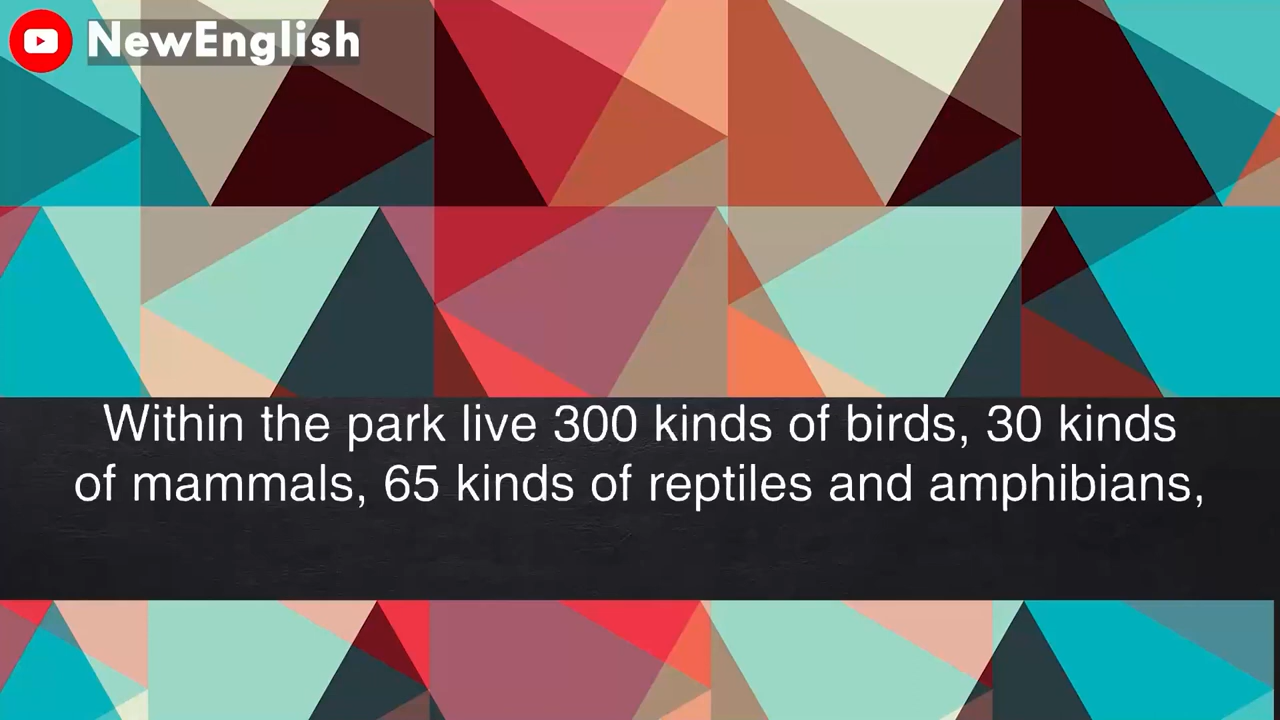 NewEnglish
Within the park live 300 kinds of birds, 30 kinds
of mammals, 65 kinds of reptiles and amphibians,